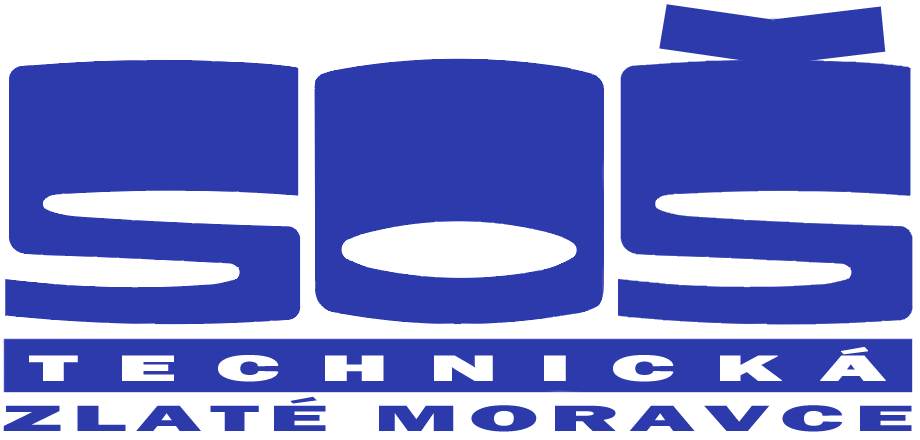 SOŠ
TECHNICKÁ
ZLATÉ MORAVCE